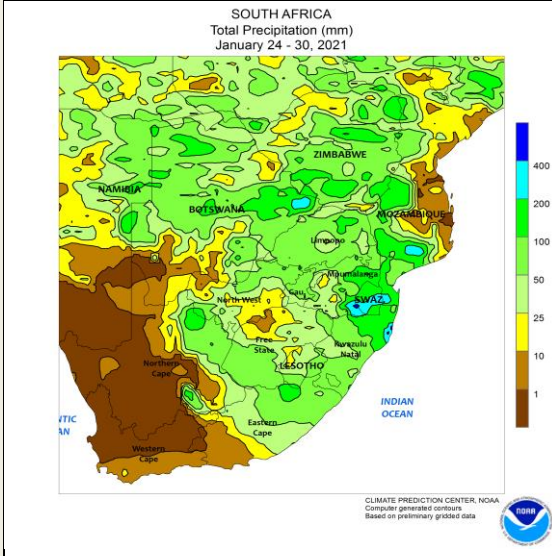 SOUTH AFRICA
Total Precipitation (mm)
January 24 - 30, 2021
ZIMBABWE
NAMIBIA
BOTSWANA
MOZAMBIQUE
Limpopo
Mpumalanga
Gau
North West
SWAZ
Free
State
Kwazulu
Natal
LESOTHO
Northern
Cape
Eastern
Cape
Western
Cape
NTIC
AN
INDIAN
OCEAN
400
200
100
50
25
10
1
CLIMATE PREDICTION CENTER, NOAA
Computer generated contours
Based on preliminary gridded data
NOAA